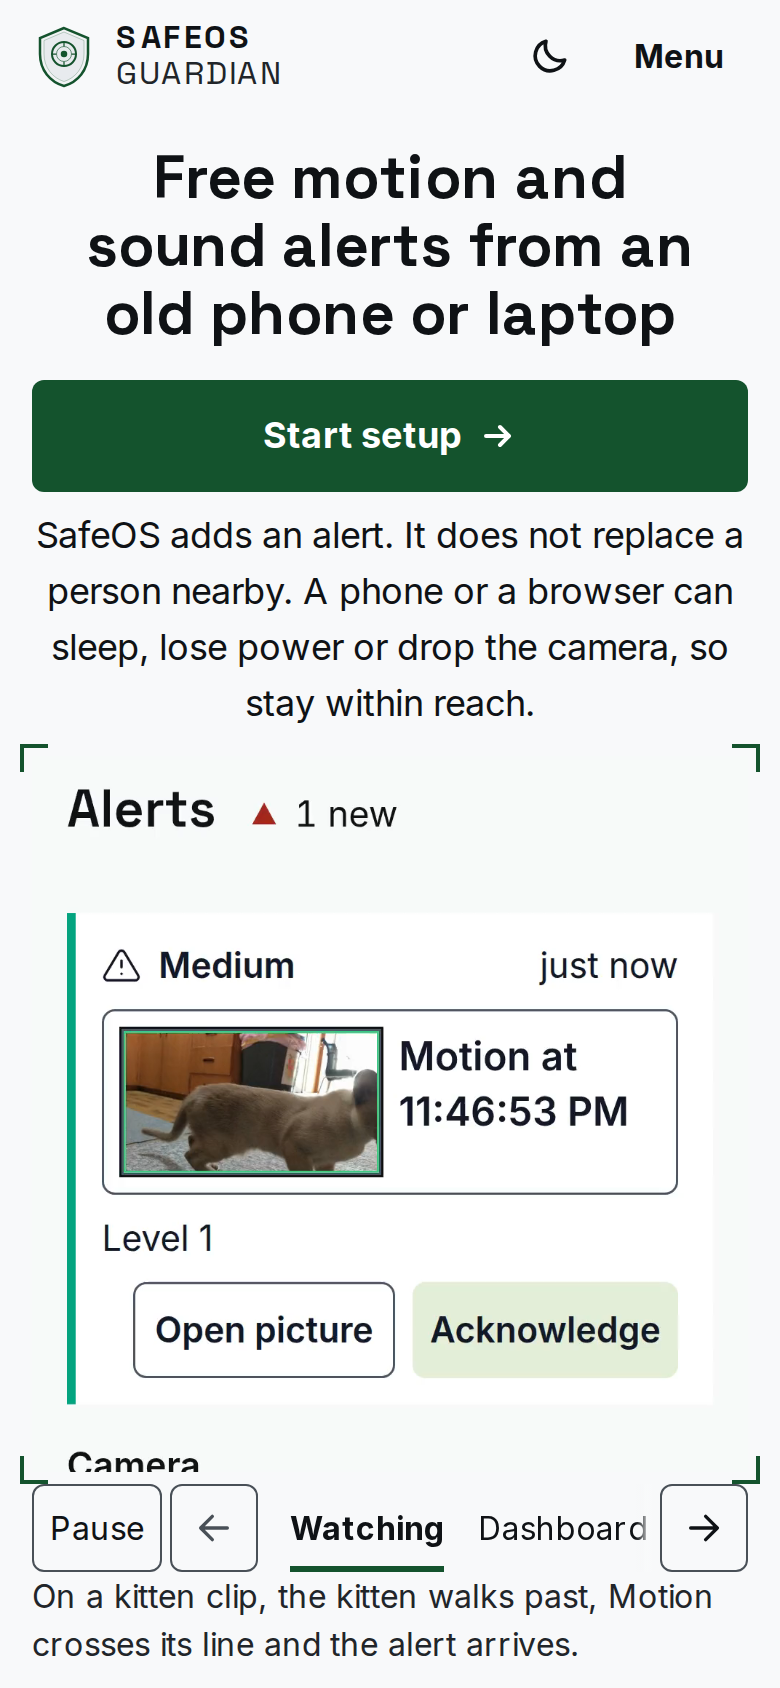 SAFEOS
GUARDIAN
Menu
Free motion and
sound alerts from an
old phone or laptop
Start setup →
SafeOS adds an alert. It does not replace a
person nearby. A phone or a browser can
sleep, lose power or drop the camera, so
stay within reach.
Alerts ▲ 1 new
Medium just now
Motion at
11:46:53 PM
Level 1
Open picture Acknowledge
Camera
Pause ← Watching Dashboard →
On a kitten clip, the kitten walks past, Motion
crosses its line and the alert arrives.